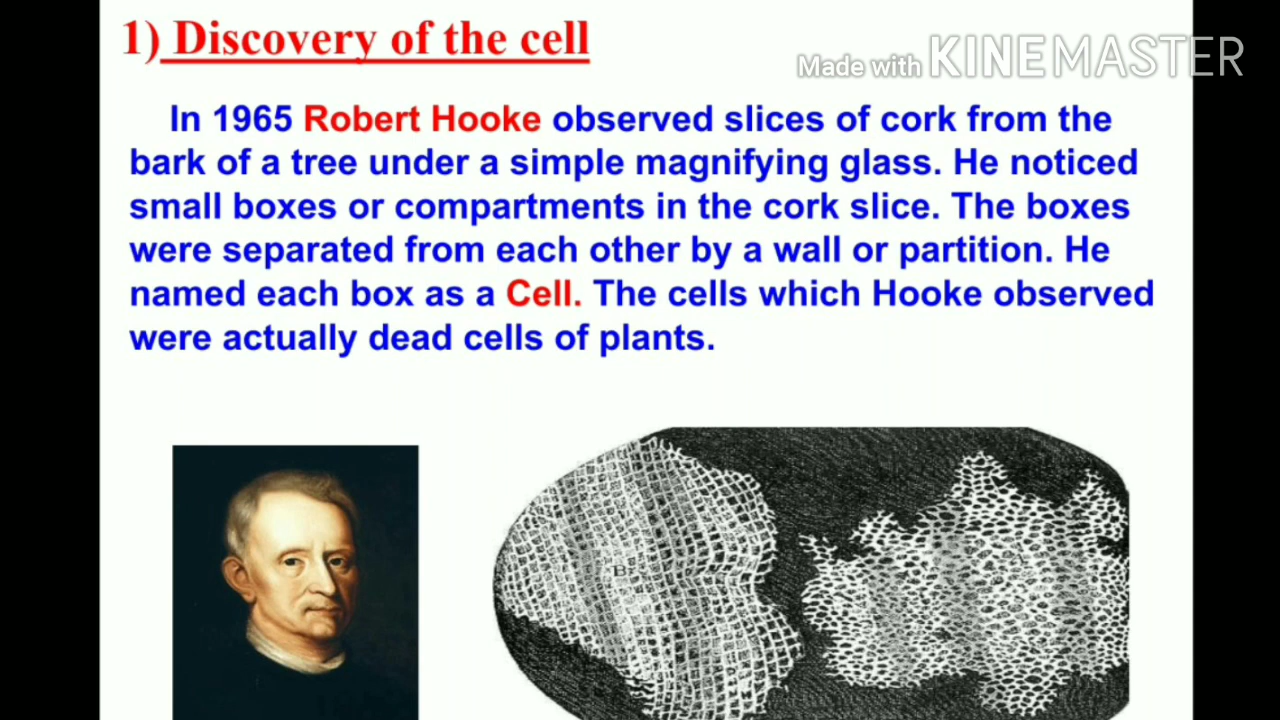 1) Discovery of the cell
Made with KINEMASTER
In 1965 Robert Hooke observed slices of cork from the
bark of a tree under a simple magnifying glass. He noticed
small boxes or compartments in the cork slice. The boxes
were separated from each other by a wall or partition. He
named each box as a Cell. The cells which Hooke observed
were actually dead cells of plants.